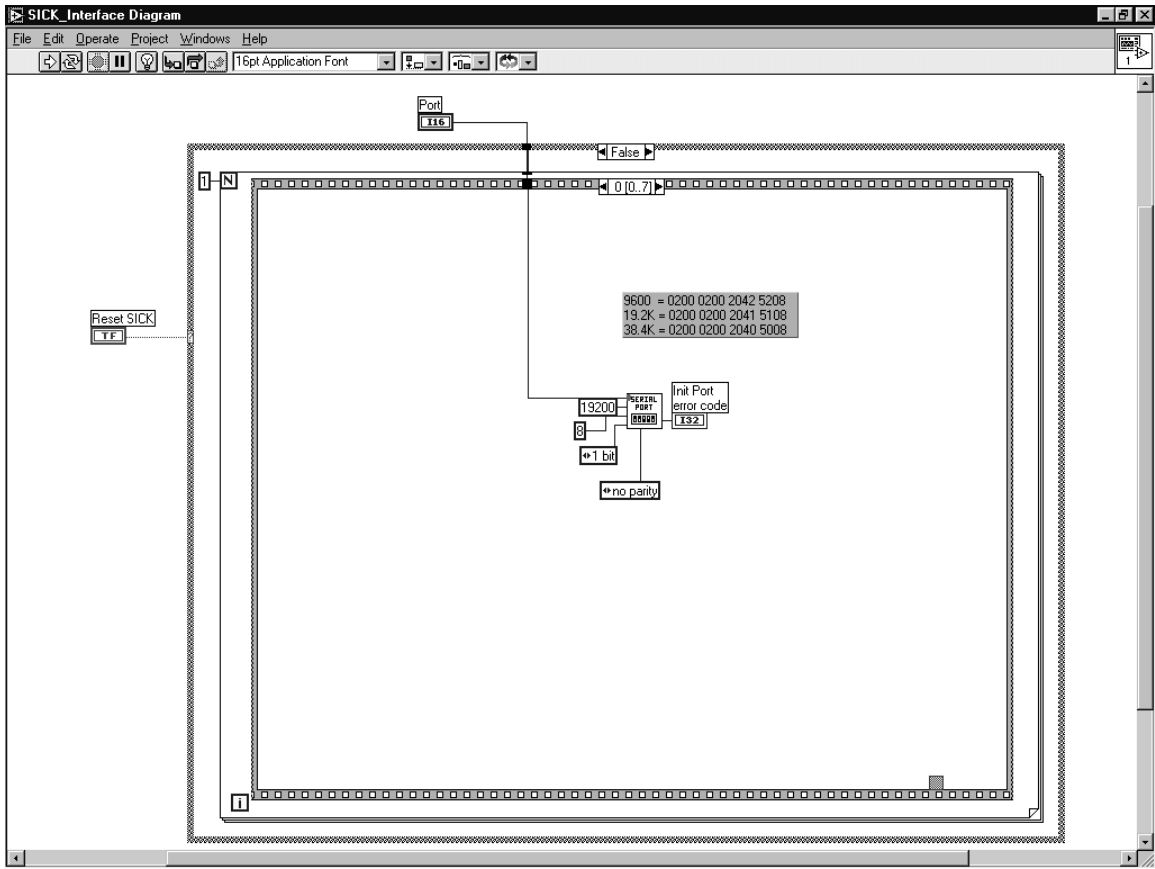 SICK_Interface Diagram
File Edit Operate Project Windows Help
16pt Application Font
1
Port
I16
False
1 N
0 [0..7]
9600 = 0200 0200 2042 5208
19.2K = 0200 0200 2041 5108
38.4K = 0200 0200 2040 5008
Reset SICK
TF
Init Port
error code
I32
SERIAL
PORT
19200
8
1 bit
no parity
i